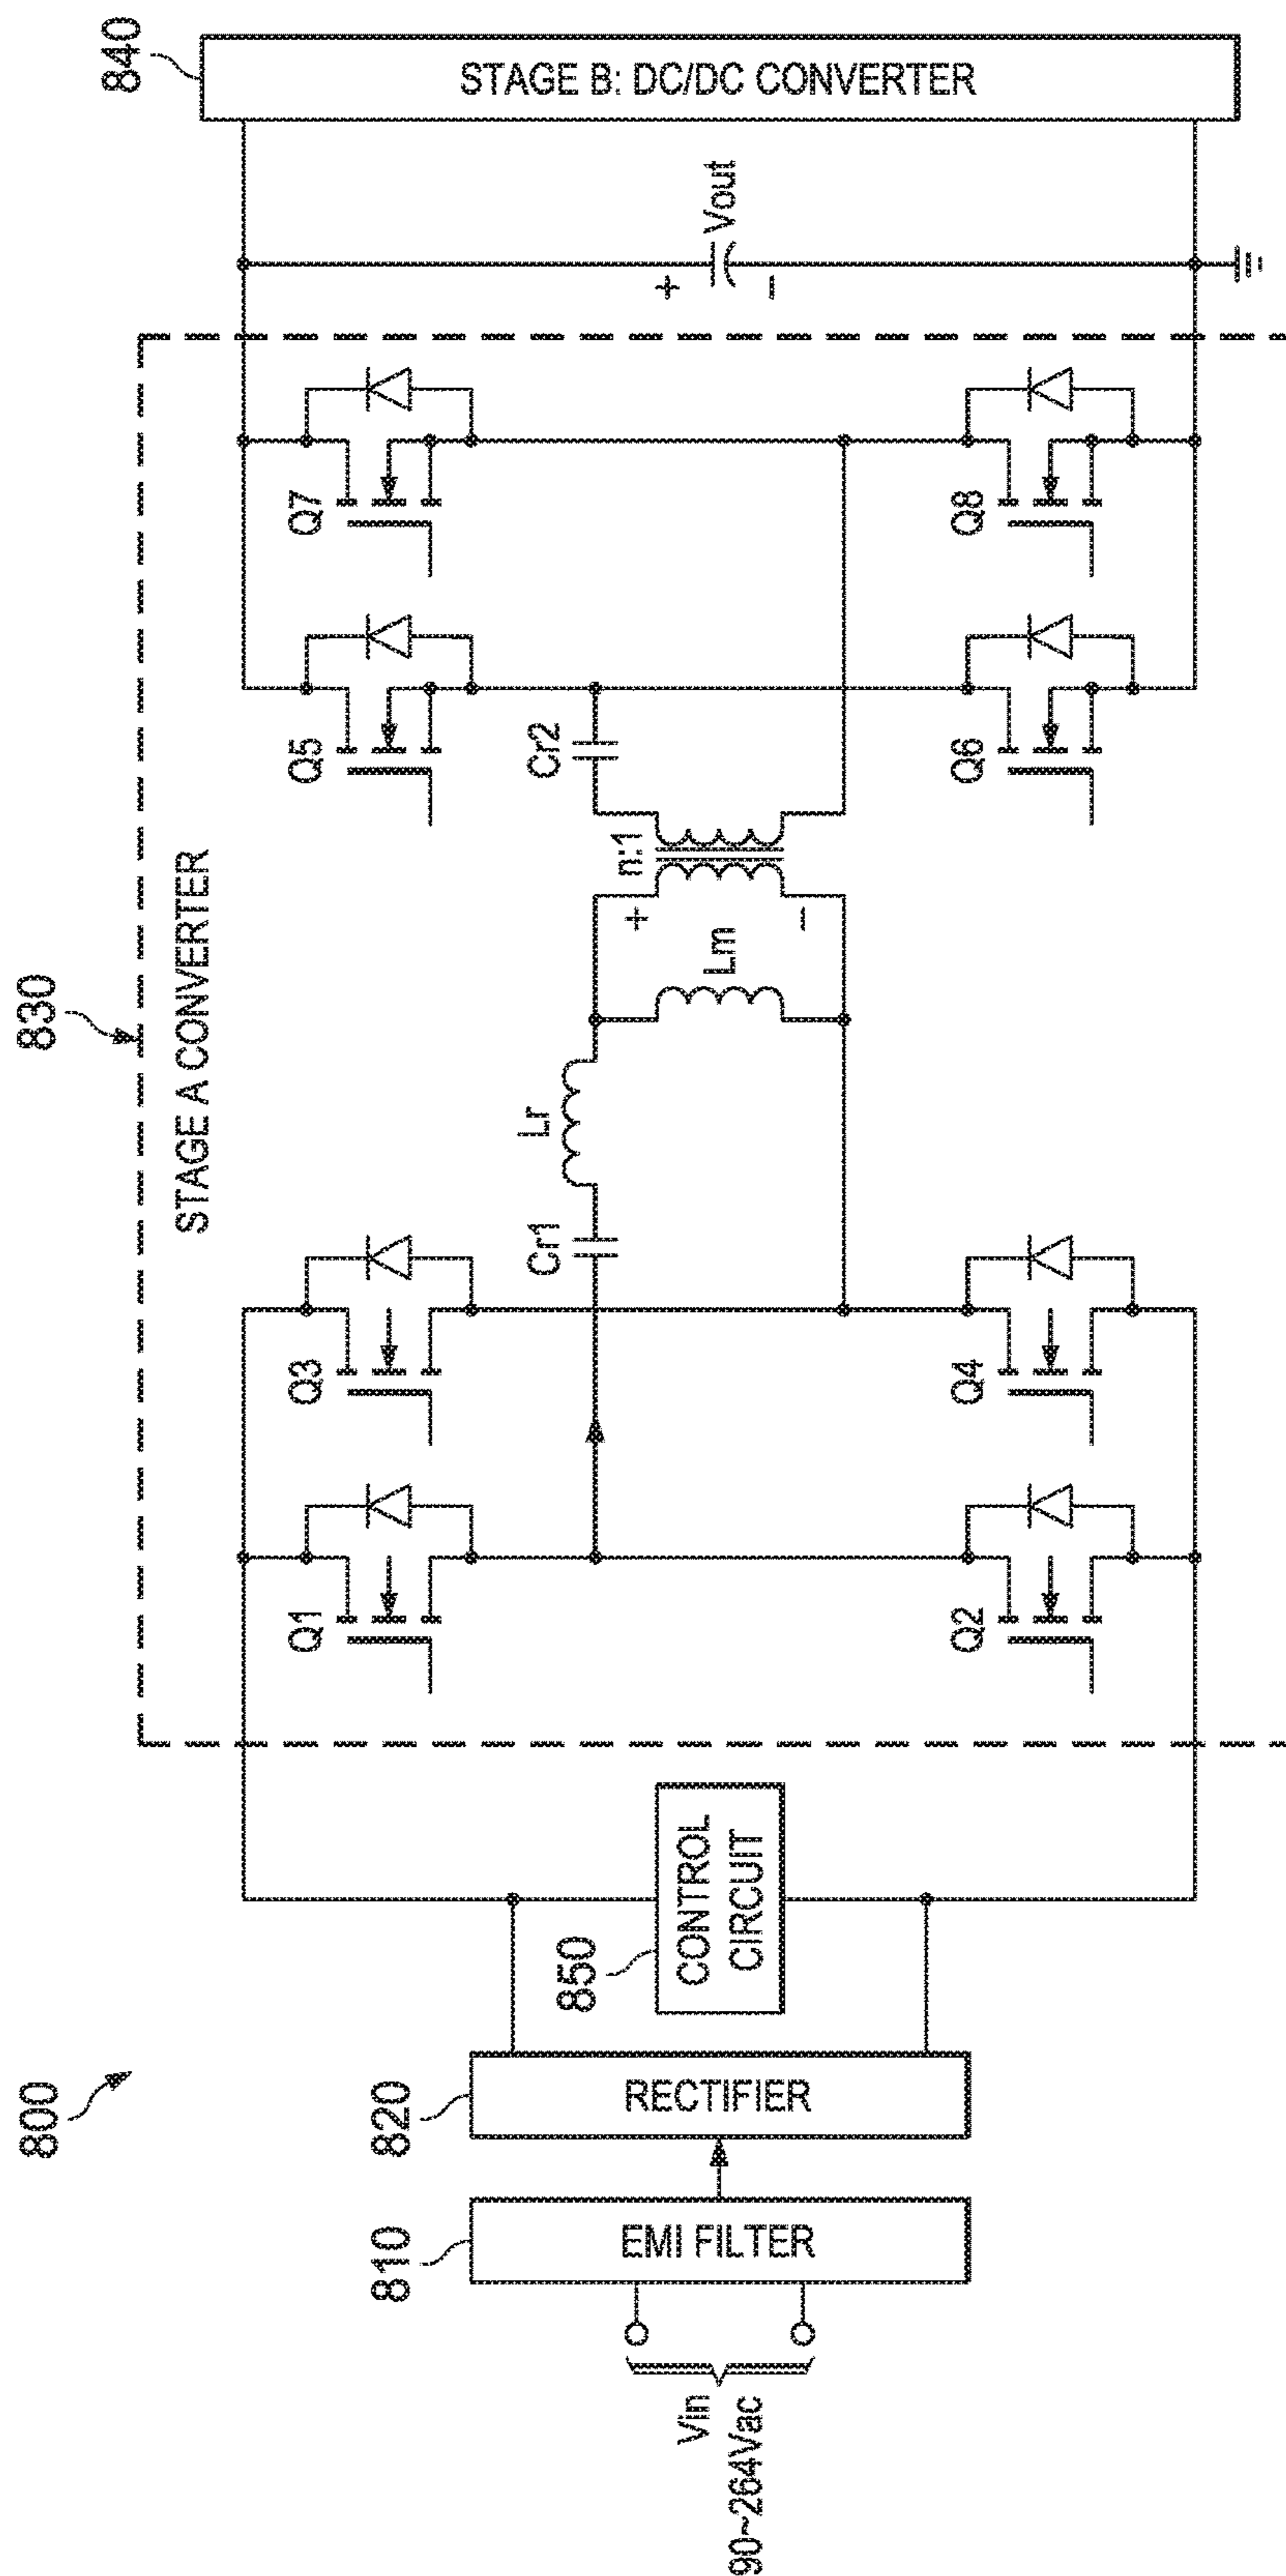 800
830
STAGE A CONVERTER
Vin
90~264Vac
810
EMI FILTER
820
RECTIFIER
850
CONTROL
CIRCUIT
Q1
Q3
Q2
Q4
Cr1
Lr
Lm
+
−
n:1
Cr2
Q5
Q7
Q6
Q8
+
−
Vout
840
STAGE B: DC/DC CONVERTER